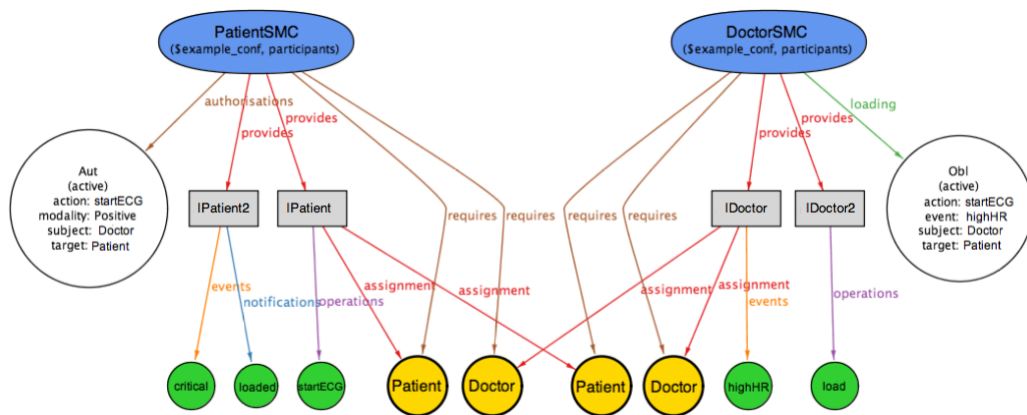 PatientSMC
($example_conf, participants)
DoctorSMC
($example_conf, participants)
authorisations
provides
provides
provides
provides
loading
Aut
(active)
action: startECG
modality: Positive
subject: Doctor
target: Patient
IPatient2
IPatient
requires
requires
requires
requires
IDoctor
IDoctor2
Obl
(active)
action: startECG
event: highHR
subject: Doctor
target: Patient
events
notifications
operations
assignment
assignment
assignment
assignment
events
operations
critical
loaded
startECG
Patient
Doctor
Patient
Doctor
highHR
load